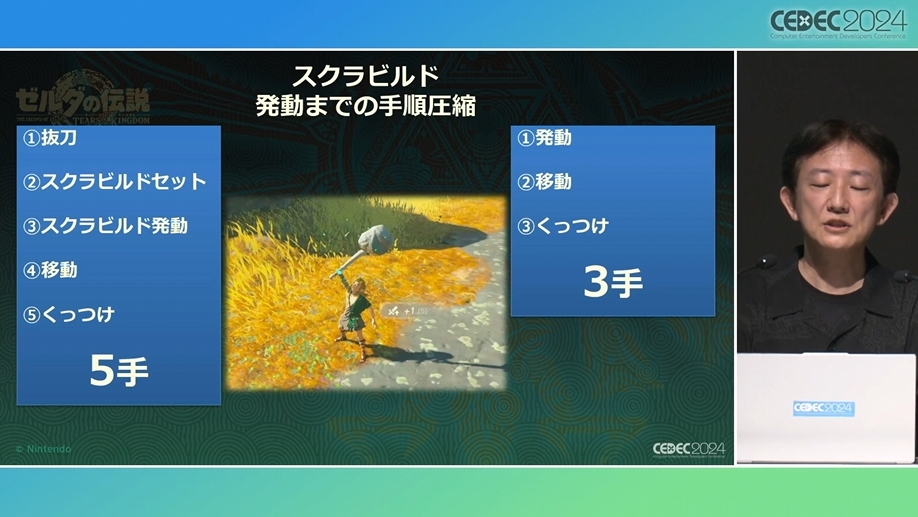 CEDEC2024
Computer Entertainment Developers Conference
スクラビルド
発動までの手順圧縮
ゼルダの伝説
TEARS OF THE KINGDOM
①抜刀
②スクラビルドセット
③スクラビルド発動
④移動
⑤くっつけ
5手
+1
①発動
②移動
③くっつけ
3手
© Nintendo
CEDEC2024
CEDEC2024